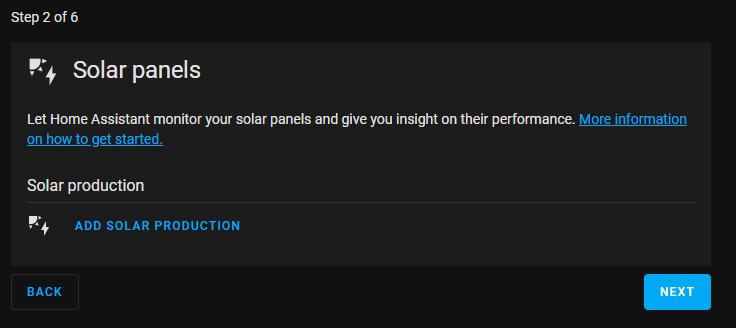 Step 2 of 6
Solar panels
Let Home Assistant monitor your solar panels and give you insight on their performance. More information
on how to get started.
Solar production
ADD SOLAR PRODUCTION
BACK
NEXT